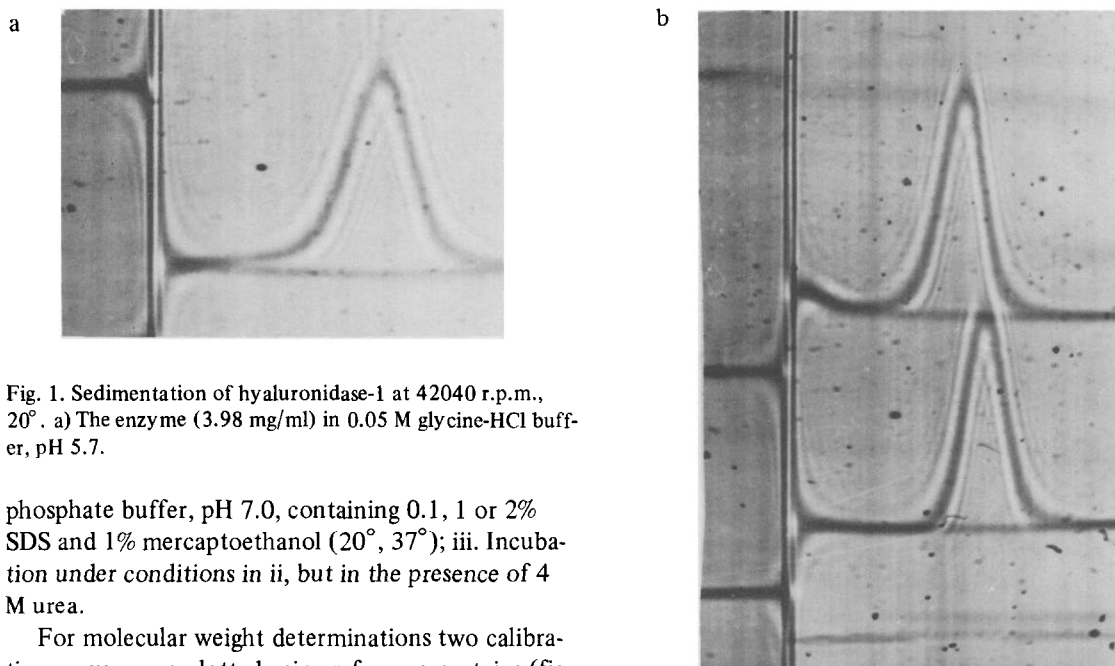 a
b
Fig. 1. Sedimentation of hyaluronidase-1 at 42040 r.p.m.,
20°. a) The enzyme (3.98 mg/ml) in 0.05 M glycine-HCl buff-
er, pH 5.7.
phosphate buffer, pH 7.0, containing 0.1, 1 or 2%
SDS and 1% mercaptoethanol (20°, 37°); iii. Incuba-
tion under conditions in ii, but in the presence of 4
M urea.
For molecular weight determinations two calibra-